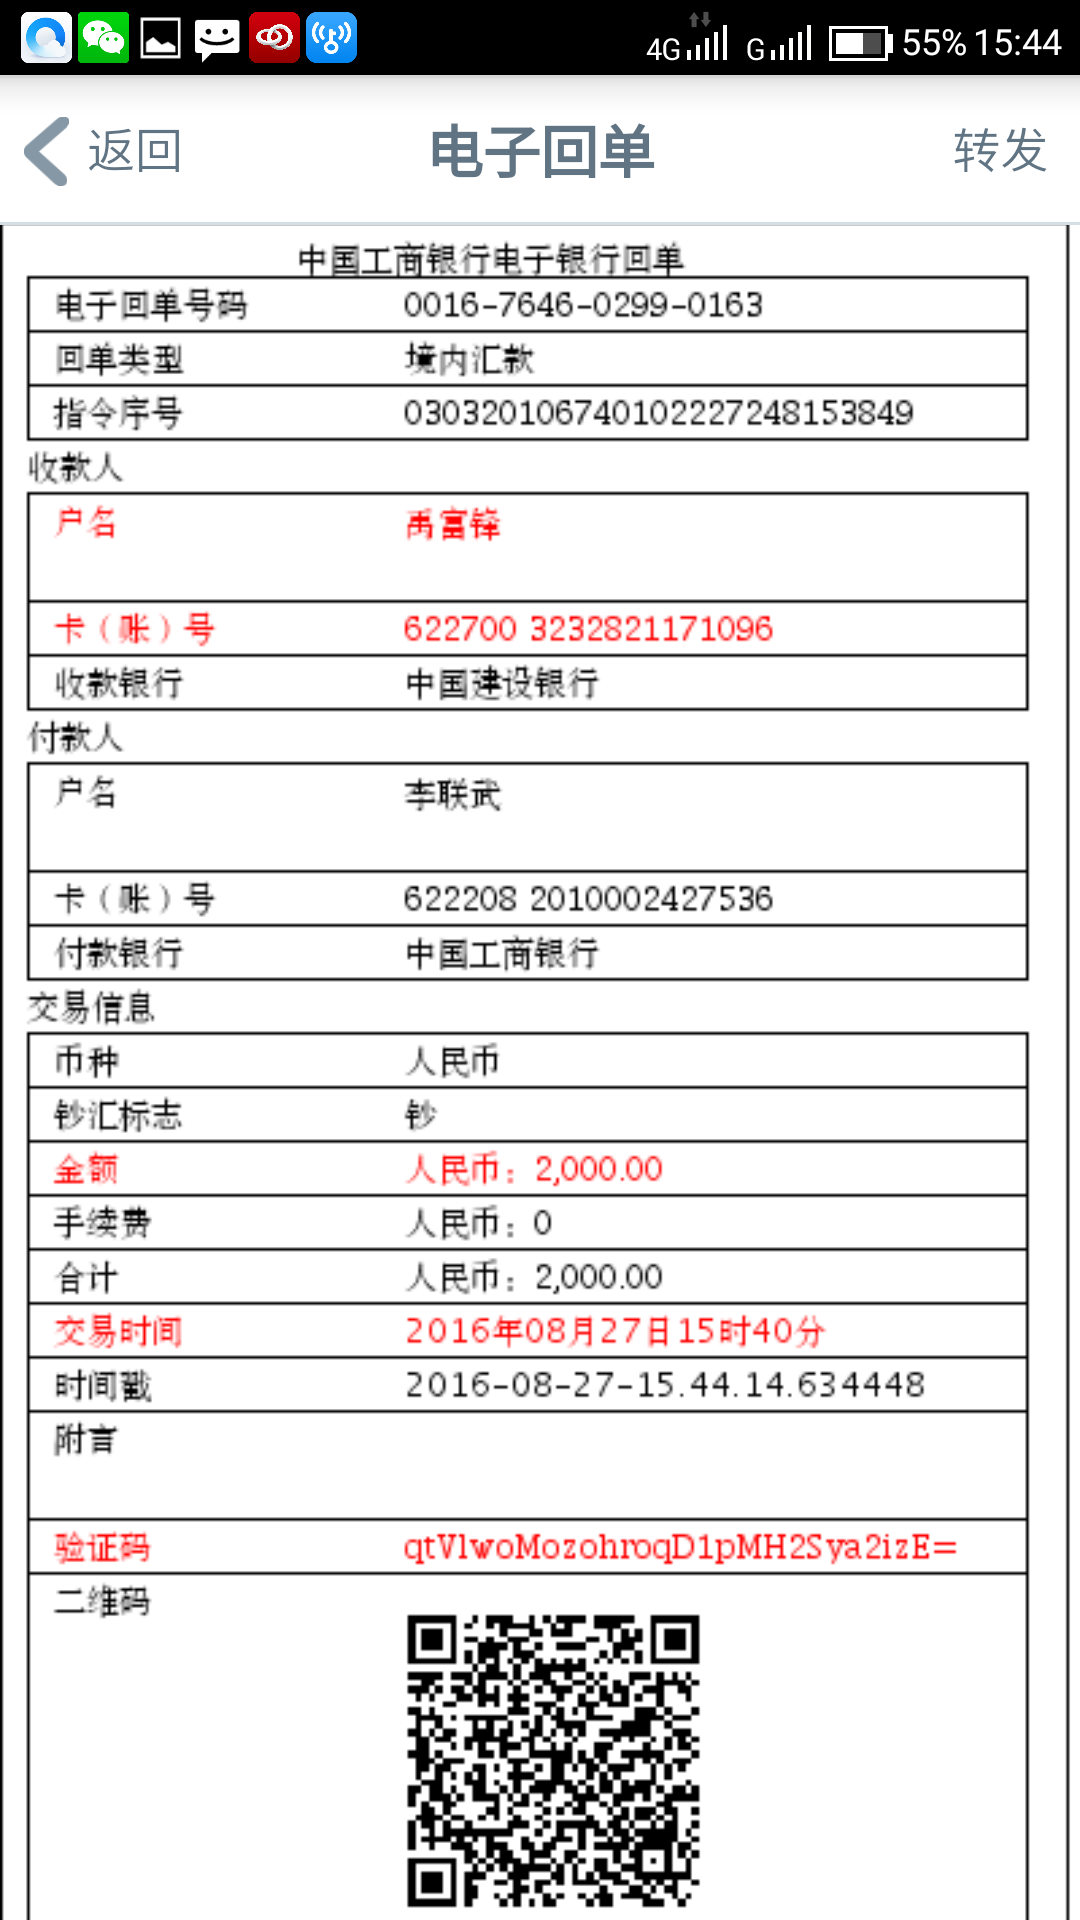 4G G 55% 15:44
返回 电子回单 转发
中国工商银行电子银行回单
电子回单号码 0016-7646-0299-0163
回单类型 境内汇款
指令序号 030320106740102227248153849
收款人
户名 禹富锋
卡（账）号 622700 3232821171096
收款银行 中国建设银行
付款人
户名 李联武
卡（账）号 622208 2010002427536
付款银行 中国工商银行
交易信息
币种 人民币
钞汇标志 钞
金额 人民币：2,000.00
手续费 人民币：0
合计 人民币：2,000.00
交易时间 2016年08月27日15时40分
时间戳 2016-08-27-15.44.14.634448
附言
验证码 qtVlwoMozohroqD1pMH2Sya2izE=
二维码